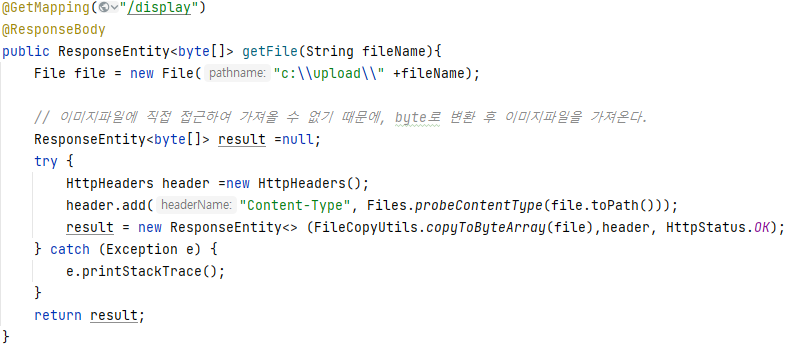 @GetMapping("/display")
@ResponseBody
public ResponseEntity<byte[]> getFile(String fileName){
    File file = new File( pathname: "c:\\upload\\" +fileName);

    // 이미지파일에 직접 접근하여 가져올 수 없기 때문에, byte로 변환 후 이미지파일을 가져온다.
    ResponseEntity<byte[]> result =null;
    try {
        HttpHeaders header =new HttpHeaders();
        header.add( headerName: "Content-Type", Files.probeContentType(file.toPath()));
        result = new ResponseEntity<> (FileCopyUtils.copyToByteArray(file),header, HttpStatus.OK);
    } catch (Exception e) {
        e.printStackTrace();
    }
    return result;
}